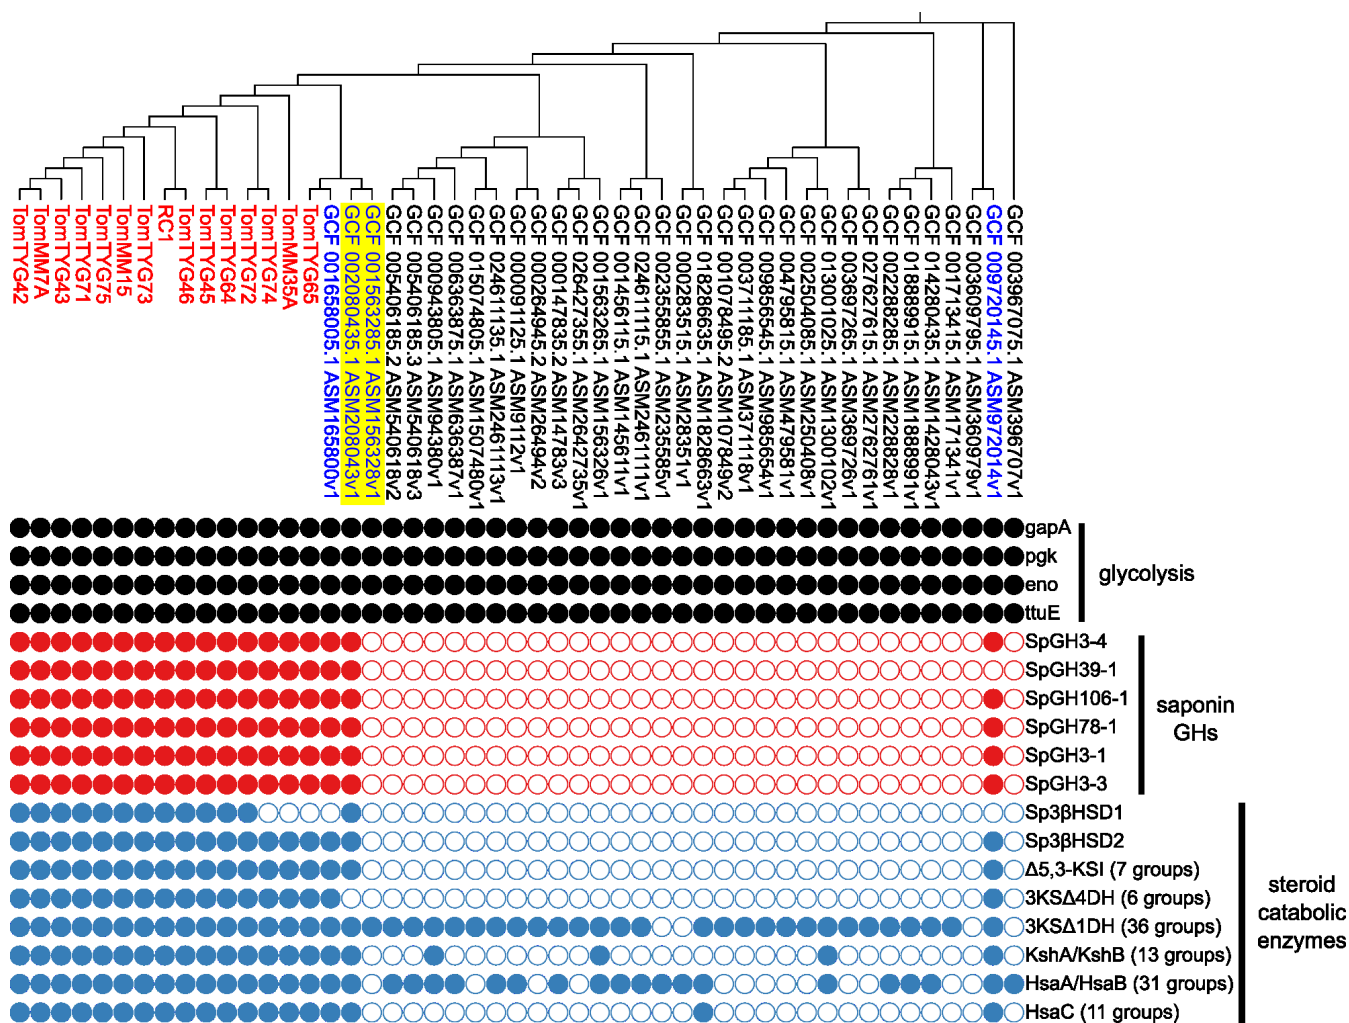 TomTYG42
TomMM7A
TomTYG43
TomTYG71
TomTYG75
TomMM15
TomTYG73
RC1
TomTYG46
TomTYG45
TomTYG64
TomTYG72
TomTYG74
TomMM35A
TomTYG65
GCF 001658005.1 ASM165800v1
GCF 002080435.1 ASM208043v1
GCF 001563285.1 ASM156328v1
GCF 005406185.2 ASM540618v2
GCF 005406185.3 ASM540618v3
GCF 000943805.1 ASM94380v1
GCF 006363875.1 ASM636387v1
GCF 015074805.1 ASM1507480v1
GCF 024611135.1 ASM2461113v1
GCF 000091125.1 ASM9112v1
GCF 000264945.2 ASM26494v2
GCF 000147835.2 ASM14783v3
GCF 026427355.1 ASM2642735v1
GCF 001563265.1 ASM156326v1
GCF 001456115.1 ASM145611v1
GCF 024611115.1 ASM2461111v1
GCF 002355855.1 ASM235585v1
GCF 000283515.1 ASM28351v1
GCF 018286635.1 ASM1828663v1
GCF 001078495.2 ASM107849v2
GCF 003711185.1 ASM371118v1
GCF 009856545.1 ASM985654v1
GCF 004795815.1 ASM479581v1
GCF 002504085.1 ASM250408v1
GCF 013001025.1 ASM1300102v1
GCF 003697265.1 ASM369726v1
GCF 027627615.1 ASM2762761v1
GCF 002288285.1 ASM228828v1
GCF 018889915.1 ASM1888991v1
GCF 014280435.1 ASM1428043v1
GCF 001713415.1 ASM171341v1
GCF 003609795.1 ASM360979v1
GCF 009720145.1 ASM972014v1
GCF 003967075.1 ASM396707v1
gapA
pgk
eno
ttuE
glycolysis
SpGH3-4
SpGH39-1
SpGH106-1
SpGH78-1
SpGH3-1
SpGH3-3
saponin
GHs
Sp3βHSD1
Sp3βHSD2
Δ5,3-KSI (7 groups)
3KSΔ4DH (6 groups)
3KSΔ1DH (36 groups)
KshA/KshB (13 groups)
HsaA/HsaB (31 groups)
HsaC (11 groups)
steroid
catabolic
enzymes